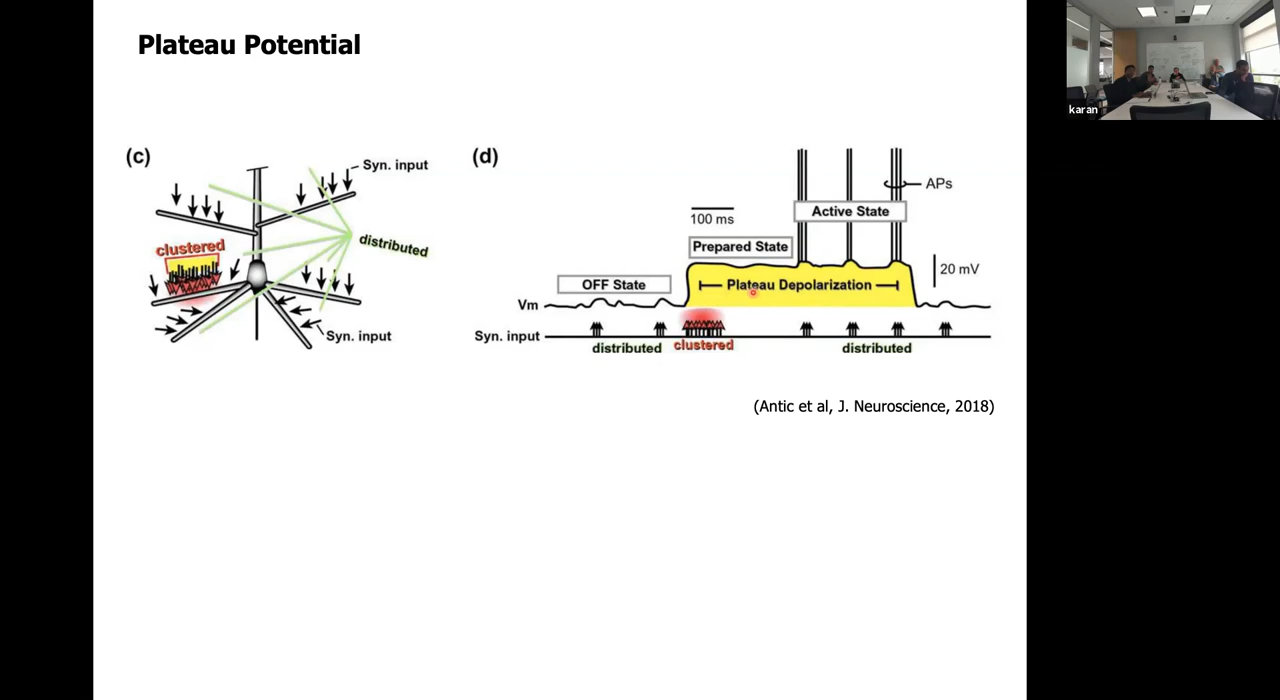 Plateau Potential
karan
(c)
Syn. input
distributed
clustered
Syn. input
(d)
APs
Active State
100 ms
Prepared State
20 mV
OFF State
Plateau Depolarization
Vm
Syn. input
distributed
clustered
distributed
(Antic et al, J. Neuroscience, 2018)